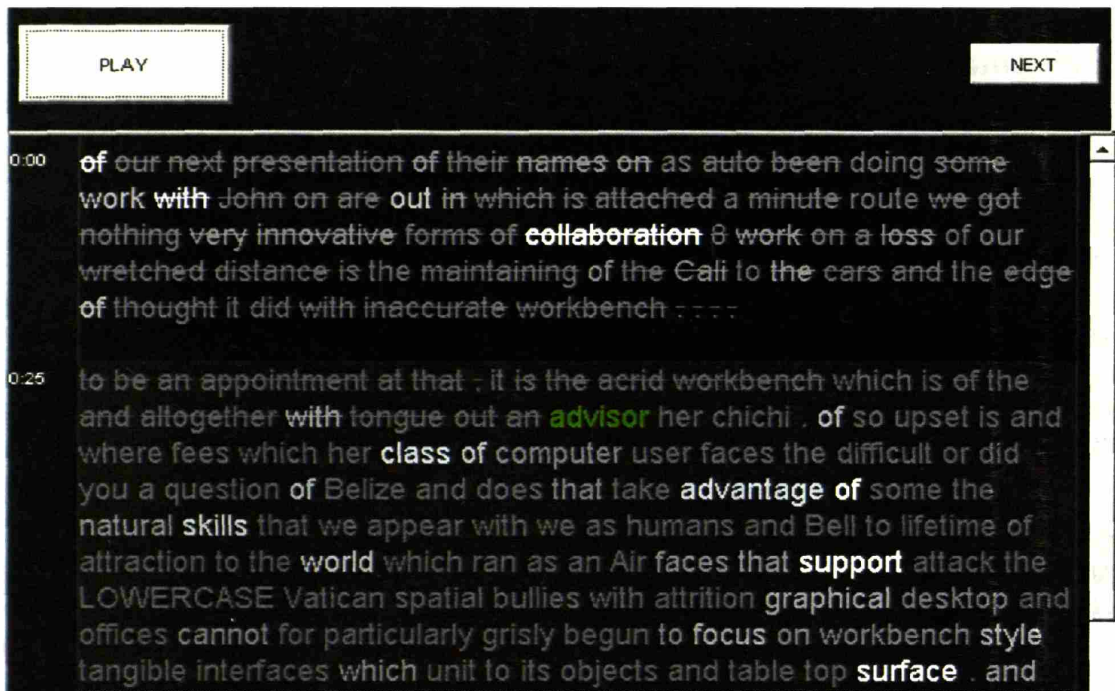 PLAY
NEXT
0:00 of our next presentation of their names on as auto been doing some
work with John on are out in which is attached a minute route we got
nothing very innovative forms of collaboration 8 work on a loss of our
wretched distance is the maintaining of the Cali to the cars and the edge
of thought it did with inaccurate workbench . . . .
0:25 to be an appointment at that . it is the acrid workbench which is of the
and altogether with tongue out an advisor her chichi . of so upset is and
where fees which her class of computer user faces the difficult or did
you a question of Belize and does that take advantage of some the
natural skills that we appear with we as humans and Bell to lifetime of
attraction to the world which ran as an Air faces that support attack the
LOWERCASE Vatican spatial bullies with attrition graphical desktop and
offices cannot for particularly grisly begun to focus on workbench style
tangible interfaces which unit to its objects and table top surface . and